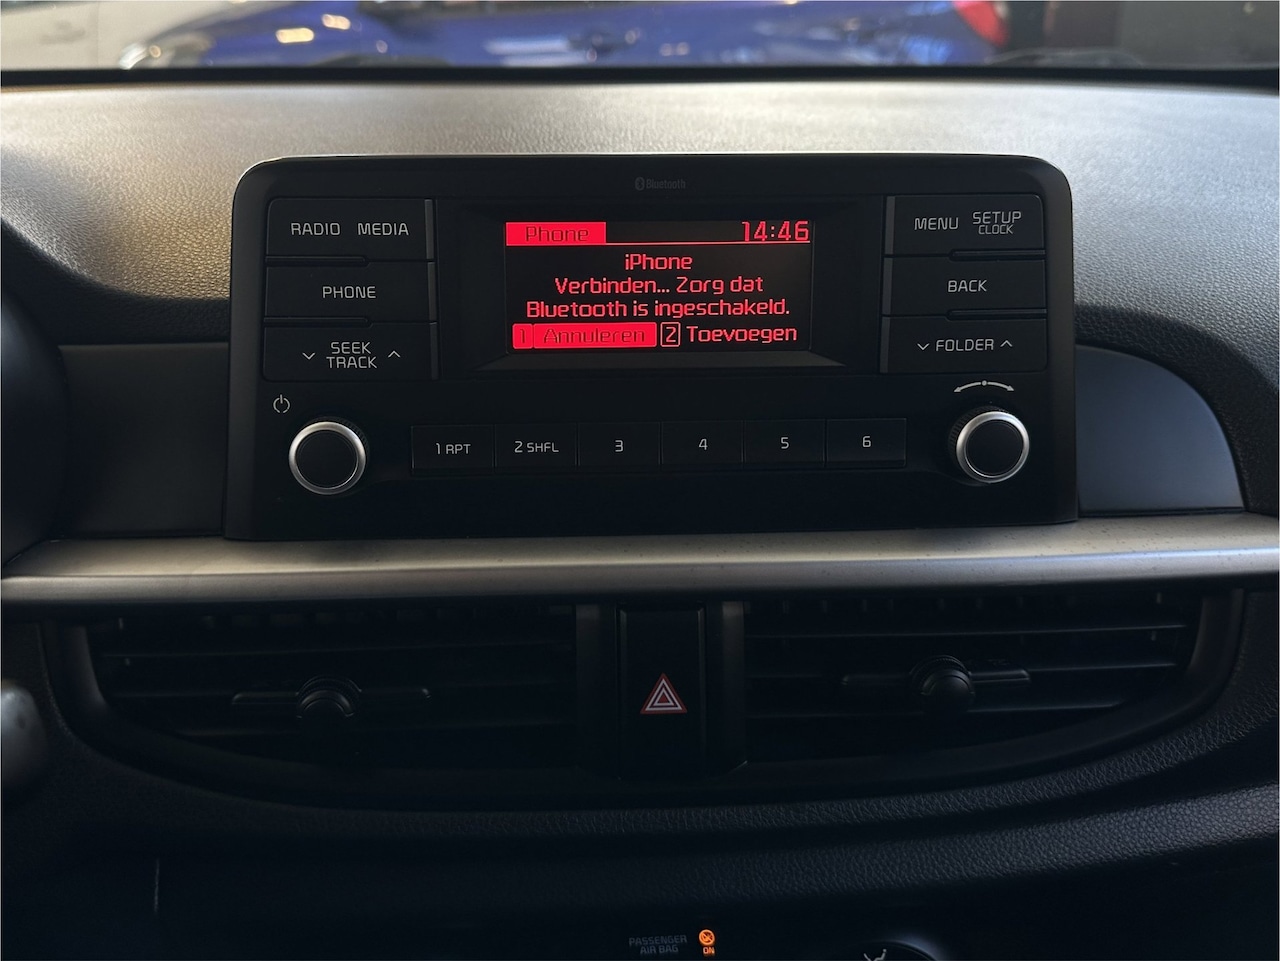 Bluetooth
RADIO MEDIA
PHONE
SEEK
TRACK
Phone 14:46
iPhone
Verbinden... Zorg dat
Bluetooth is ingeschakeld.
1 Annuleren 2 Toevoegen
MENU SETUP
CLOCK
BACK
FOLDER
1 RPT 2 SHFL 3 4 5 6
PASSENGER
AIR BAG
ON